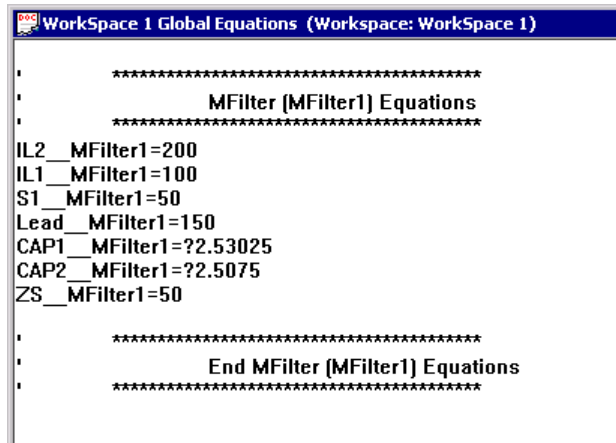 WorkSpace 1 Global Equations (Workspace: WorkSpace 1)
' *****************************************
' MFilter (MFilter1) Equations
' *****************************************
IL2__MFilter1=200
IL1__MFilter1=100
S1__MFilter1=50
Lead__MFilter1=150
CAP1__MFilter1=?2.53025
CAP2__MFilter1=?2.5075
ZS__MFilter1=50
' *****************************************
' End MFilter (MFilter1) Equations
' *****************************************